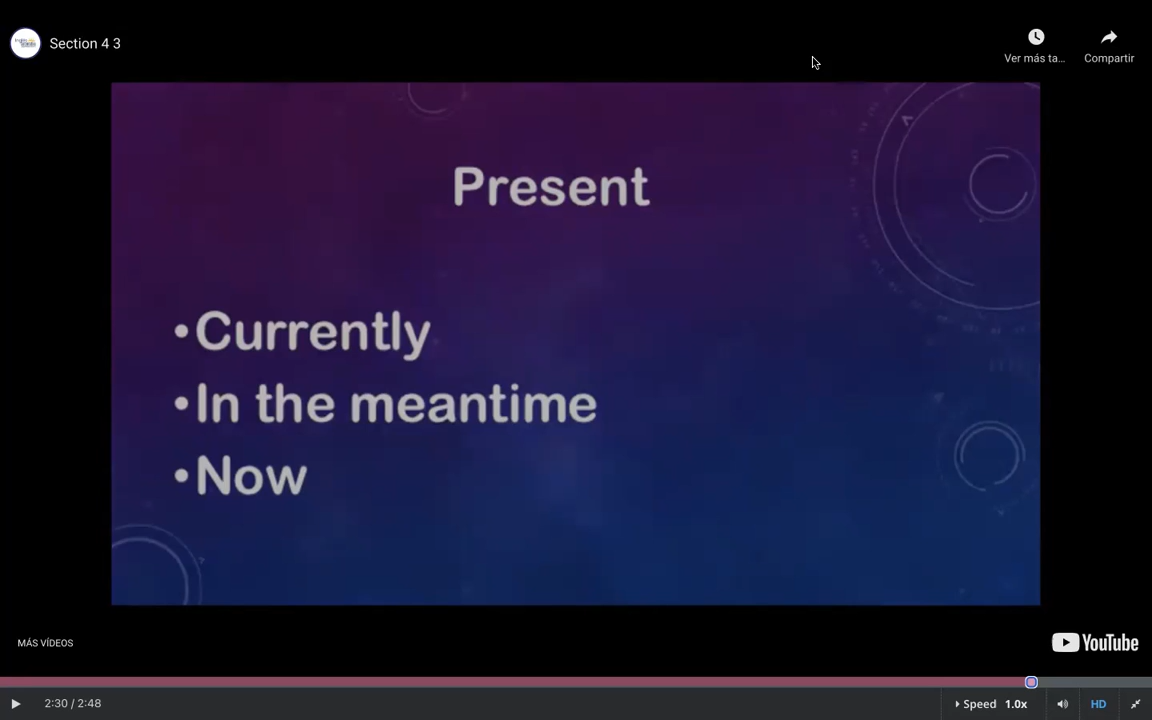 Section 4 3
Ver más ta...
Compartir
Present
•Currently
•In the meantime
•Now
MÁS VÍDEOS
YouTube
2:30 / 2:48
Speed 1.0x
HD